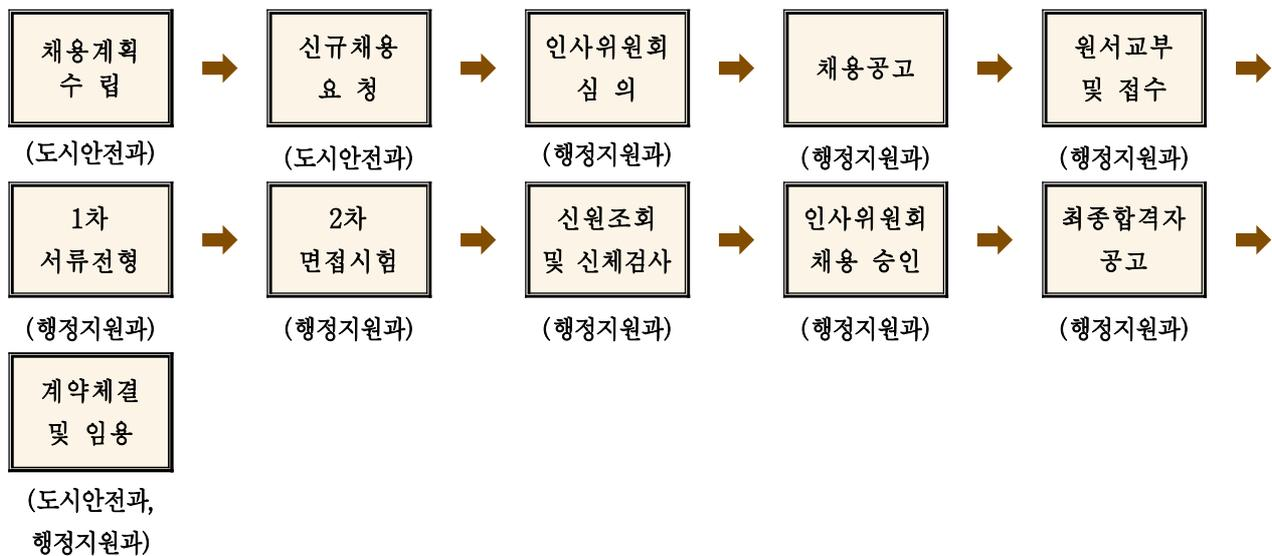 채용계획
수 립
(도시안전과)
신규채용
요 청
(도시안전과)
인사위원회
심 의
(행정지원과)
채용공고
(행정지원과)
원서교부
및 접수
(행정지원과)
1차
서류전형
(행정지원과)
2차
면접시험
(행정지원과)
신원조회
및 신체검사
(행정지원과)
인사위원회
채용 승인
(행정지원과)
최종합격자
공고
(행정지원과)
계약체결
및 임용
(도시안전과,
행정지원과)